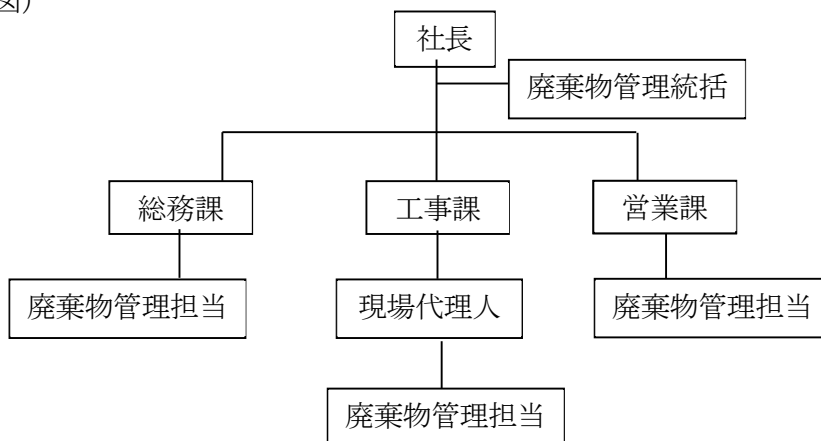 図）
社長
廃棄物管理統括
総務課
工事課
営業課
廃棄物管理担当
現場代理人
廃棄物管理担当
廃棄物管理担当